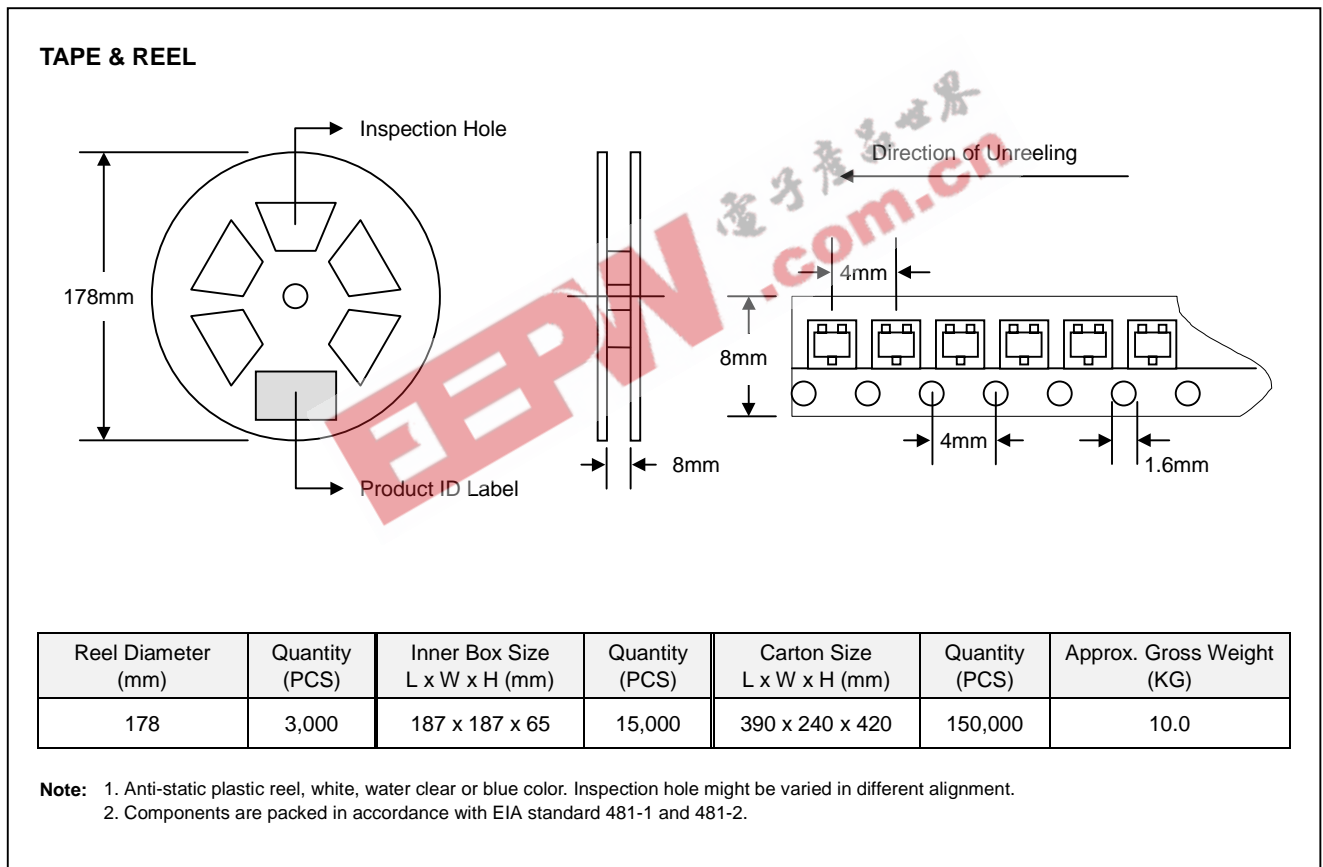 TAPE & REEL
Inspection Hole
178mm
Product ID Label
8mm
Direction of Unreeling
4mm
8mm
4mm
1.6mm
電子產品世界
EEPW.com.cn
Reel Diameter (mm) Quantity (PCS) Inner Box Size L x W x H (mm) Quantity (PCS) Carton Size L x W x H (mm) Quantity (PCS) Approx. Gross Weight (KG)
178 3,000 187 x 187 x 65 15,000 390 x 240 x 420 150,000 10.0
Note: 1. Anti-static plastic reel, white, water clear or blue color. Inspection hole might be varied in different alignment.
2. Components are packed in accordance with EIA standard 481-1 and 481-2.